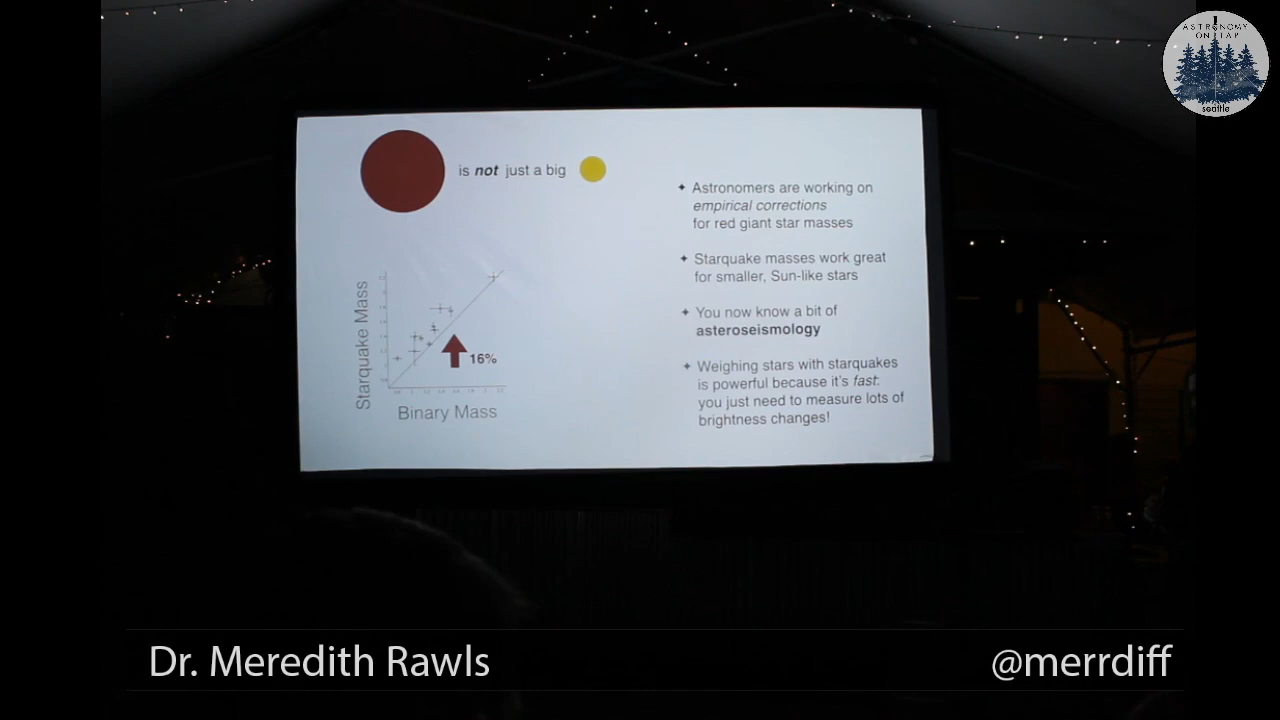 ASTRONOMY
ON TAP
seattle
is not just a big
Starquake Mass
16%
Binary Mass
✦ Astronomers are working on
empirical corrections
for red giant star masses
✦ Starquake masses work great
for smaller, Sun-like stars
✦ You now know a bit of
asteroseismology
✦ Weighing stars with starquakes
is powerful because it's fast:
you just need to measure lots of
brightness changes!
Dr. Meredith Rawls
@merrdiff